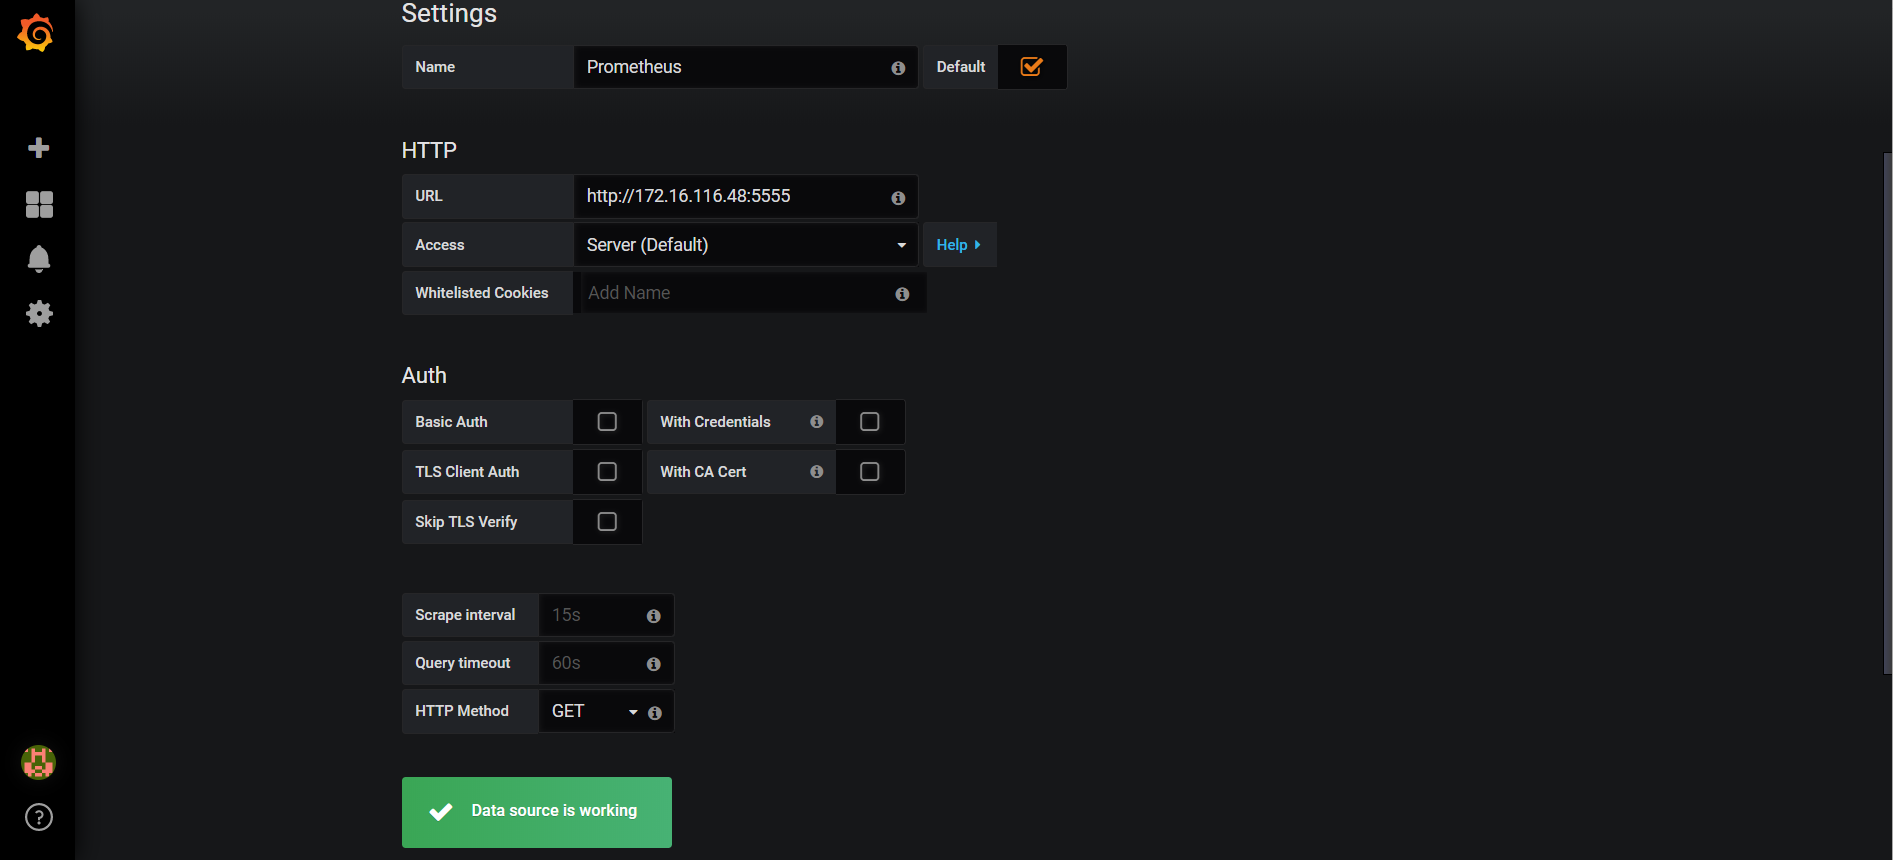 Settings
Name Prometheus Default
HTTP
URL http://172.16.116.48:5555
Access Server (Default) Help
Whitelisted Cookies Add Name
Auth
Basic Auth With Credentials
TLS Client Auth With CA Cert
Skip TLS Verify
Scrape interval 15s
Query timeout 60s
HTTP Method GET
Data source is working